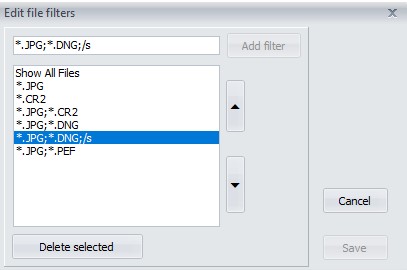 Edit file filters
*.JPG;*.DNG;/s
Add filter
Show All Files
*.JPG
*.CR2
*.JPG;*.CR2
*.JPG;*.DNG
*.JPG;*.DNG;/s
*.JPG;*.PEF
Cancel
Delete selected
Save